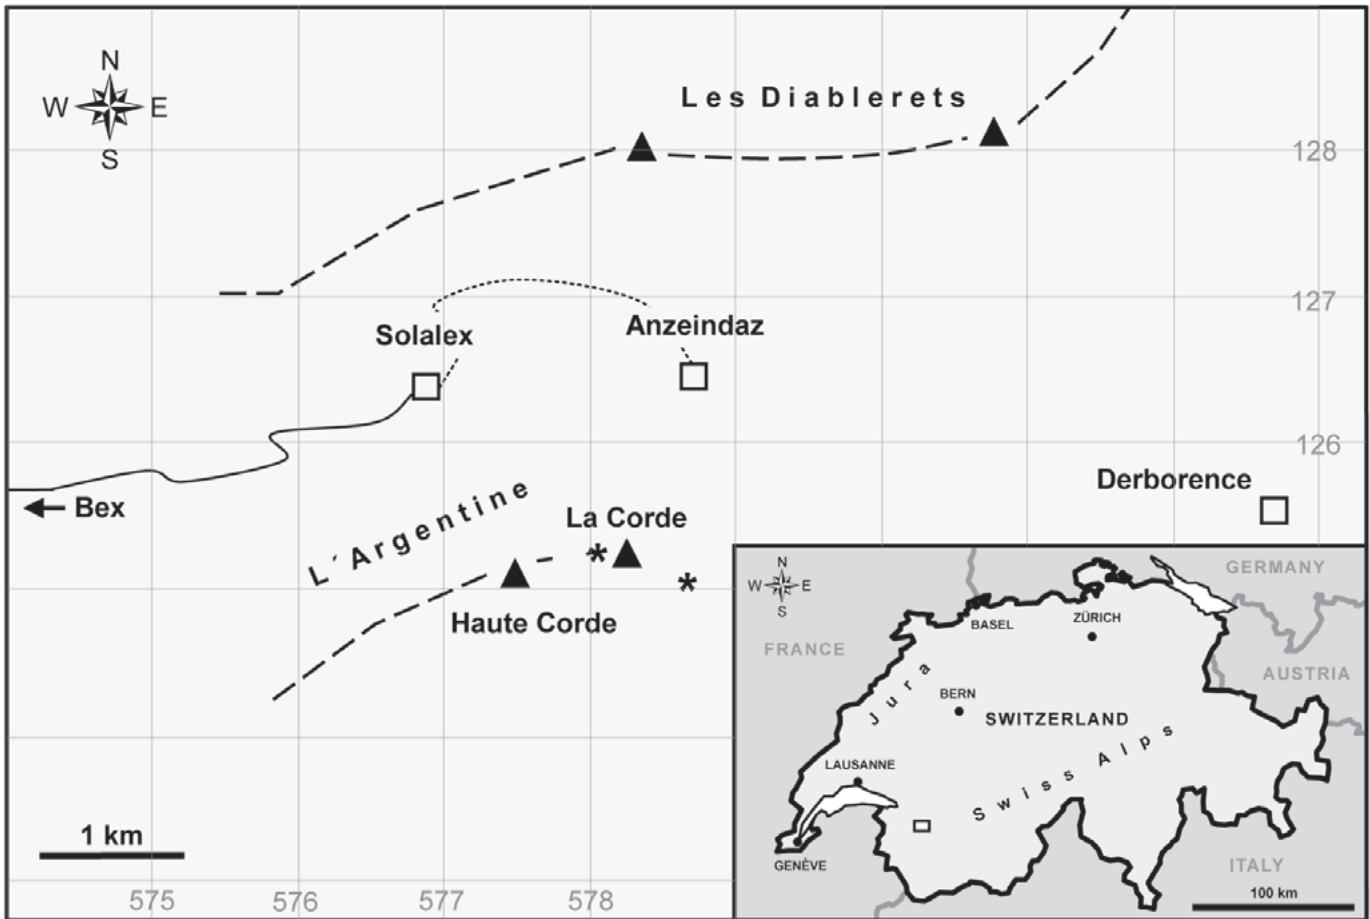 N
W E
S
Les Diablerets
128
127
Solalex
Anzeindaz
126
Derborence
Bex
L´Argentine
La Corde
*
*
Haute Corde
1 km
575 576 577 578
N
W E
S
GERMANY
BASEL
ZÜRICH
FRANCE
AUSTRIA
Jura
BERN
SWITZERLAND
Swiss Alps
LAUSANNE
GENÈVE
ITALY
100 km